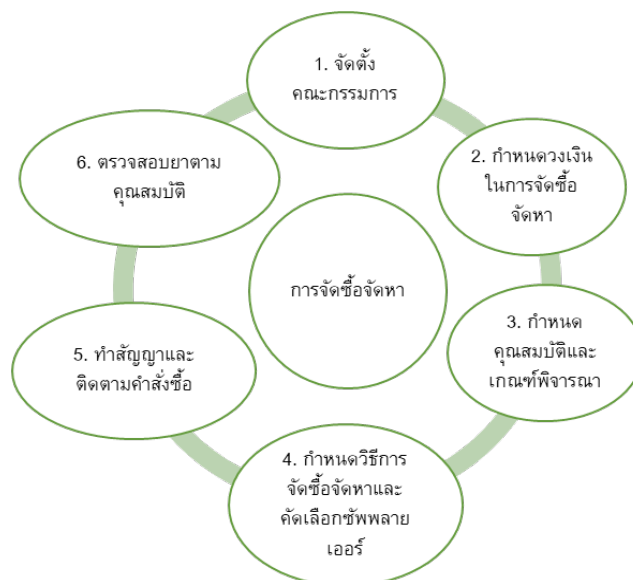 1. จัดตั้ง
คณะกรรมการ
2. กำหนดวงเงิน
ในการจัดซื้อ
จัดหา
3. กำหนด
คุณสมบัติและ
เกณฑ์พิจารณา
4. กำหนดวิธีการ
จัดซื้อจัดหาและ
คัดเลือกซัพพลาย
เออร์
5. ทำสัญญาและ
ติดตามคำสั่งซื้อ
6. ตรวจสอบยาตาม
คุณสมบัติ
การจัดซื้อจัดหา